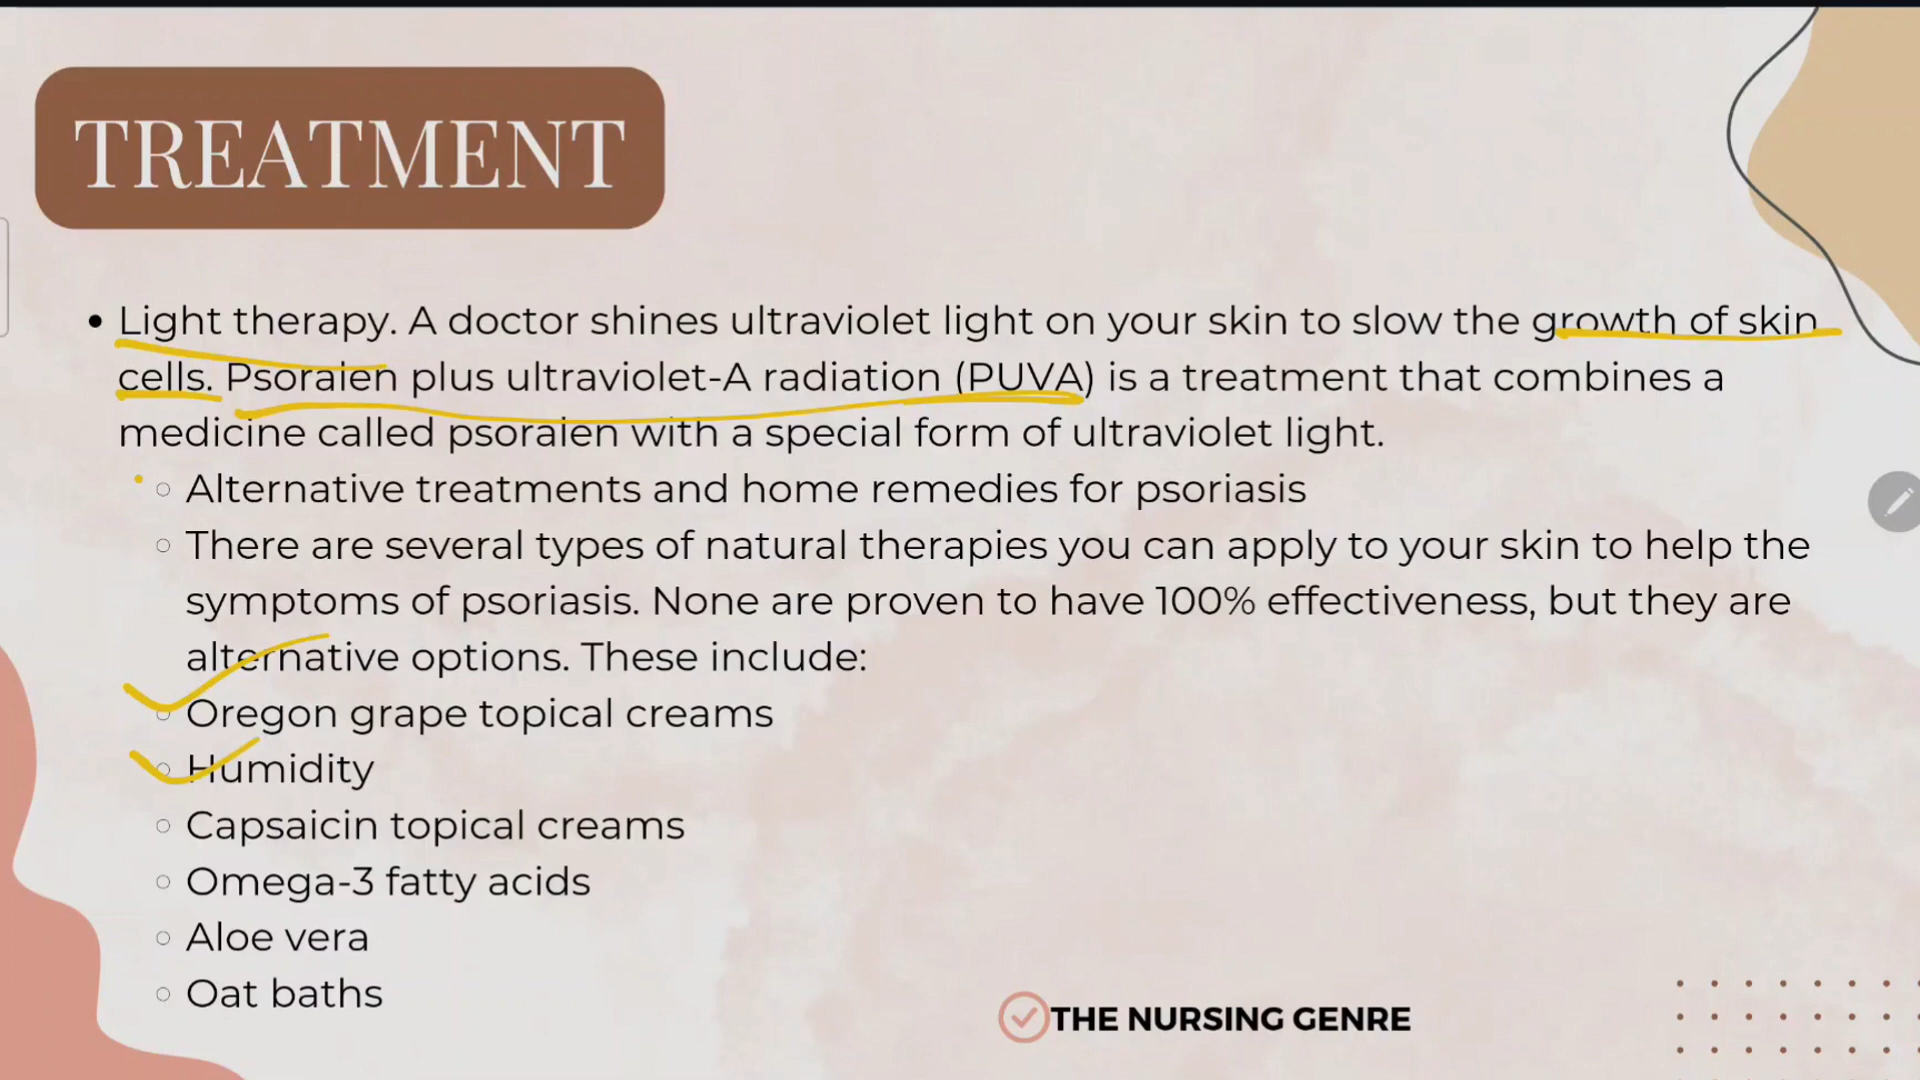 TREATMENT
• Light therapy. A doctor shines ultraviolet light on your skin to slow the growth of skin
cells. Psoralen plus ultraviolet-A radiation (PUVA) is a treatment that combines a
medicine called psoralen with a special form of ultraviolet light.
○ Alternative treatments and home remedies for psoriasis
○ There are several types of natural therapies you can apply to your skin to help the
symptoms of psoriasis. None are proven to have 100% effectiveness, but they are
alternative options. These include:
○ Oregon grape topical creams
○ Humidity
○ Capsaicin topical creams
○ Omega-3 fatty acids
○ Aloe vera
○ Oat baths
THE NURSING GENRE